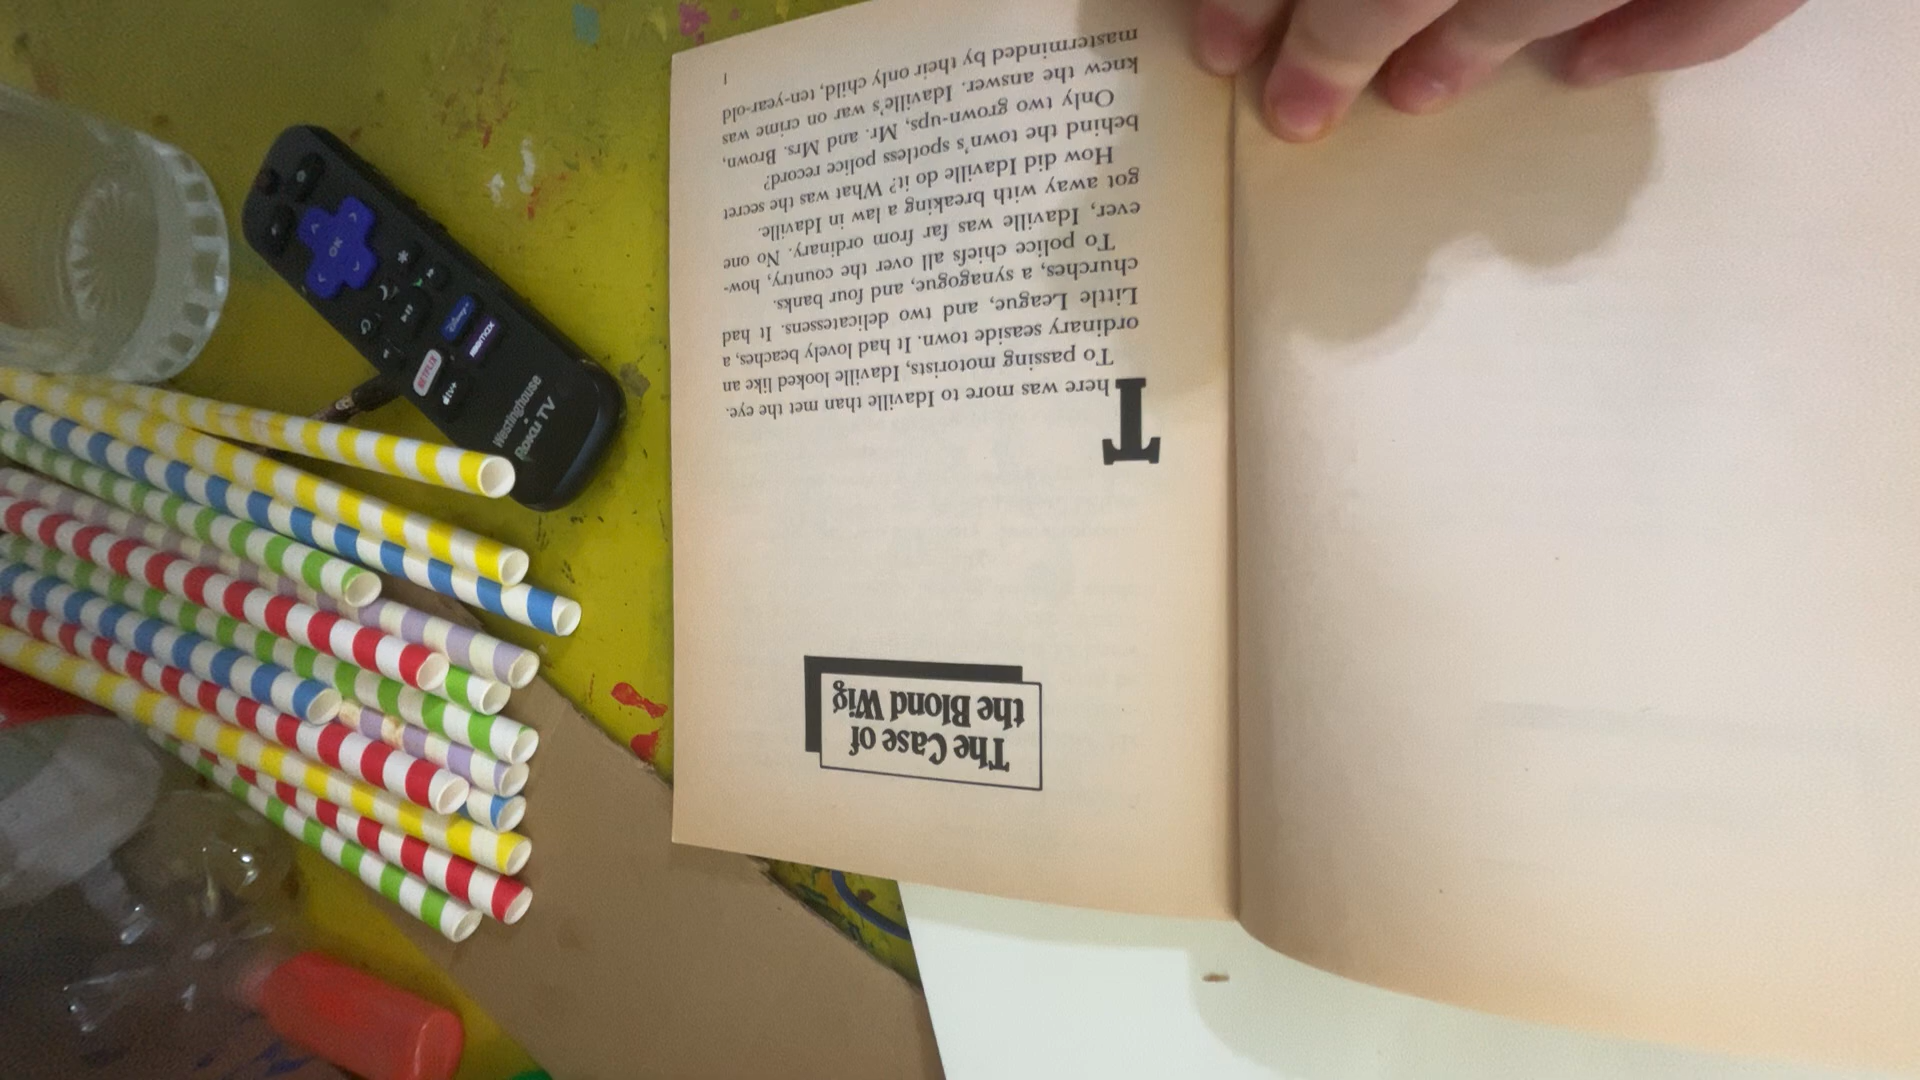 The Case of
the Blond Wig
There was more to Idaville than met the eye.
To passing motorists, Idaville looked like an
ordinary seaside town. It had lovely beaches, a
Little League, and two delicatessens. It had
churches, a synagogue, and four banks.
To police chiefs all over the country, how-
ever, Idaville was far from ordinary. No one
got away with breaking a law in Idaville.
How did Idaville do it? What was the secret
behind the town's spotless police record?
Only two grown-ups, Mr. and Mrs. Brown,
knew the answer. Idaville's war on crime was
masterminded by their only child, ten-year-old
1
OK
Disney+
HBOMAX
NETFLIX
tv+
Westinghouse
ROKU TV